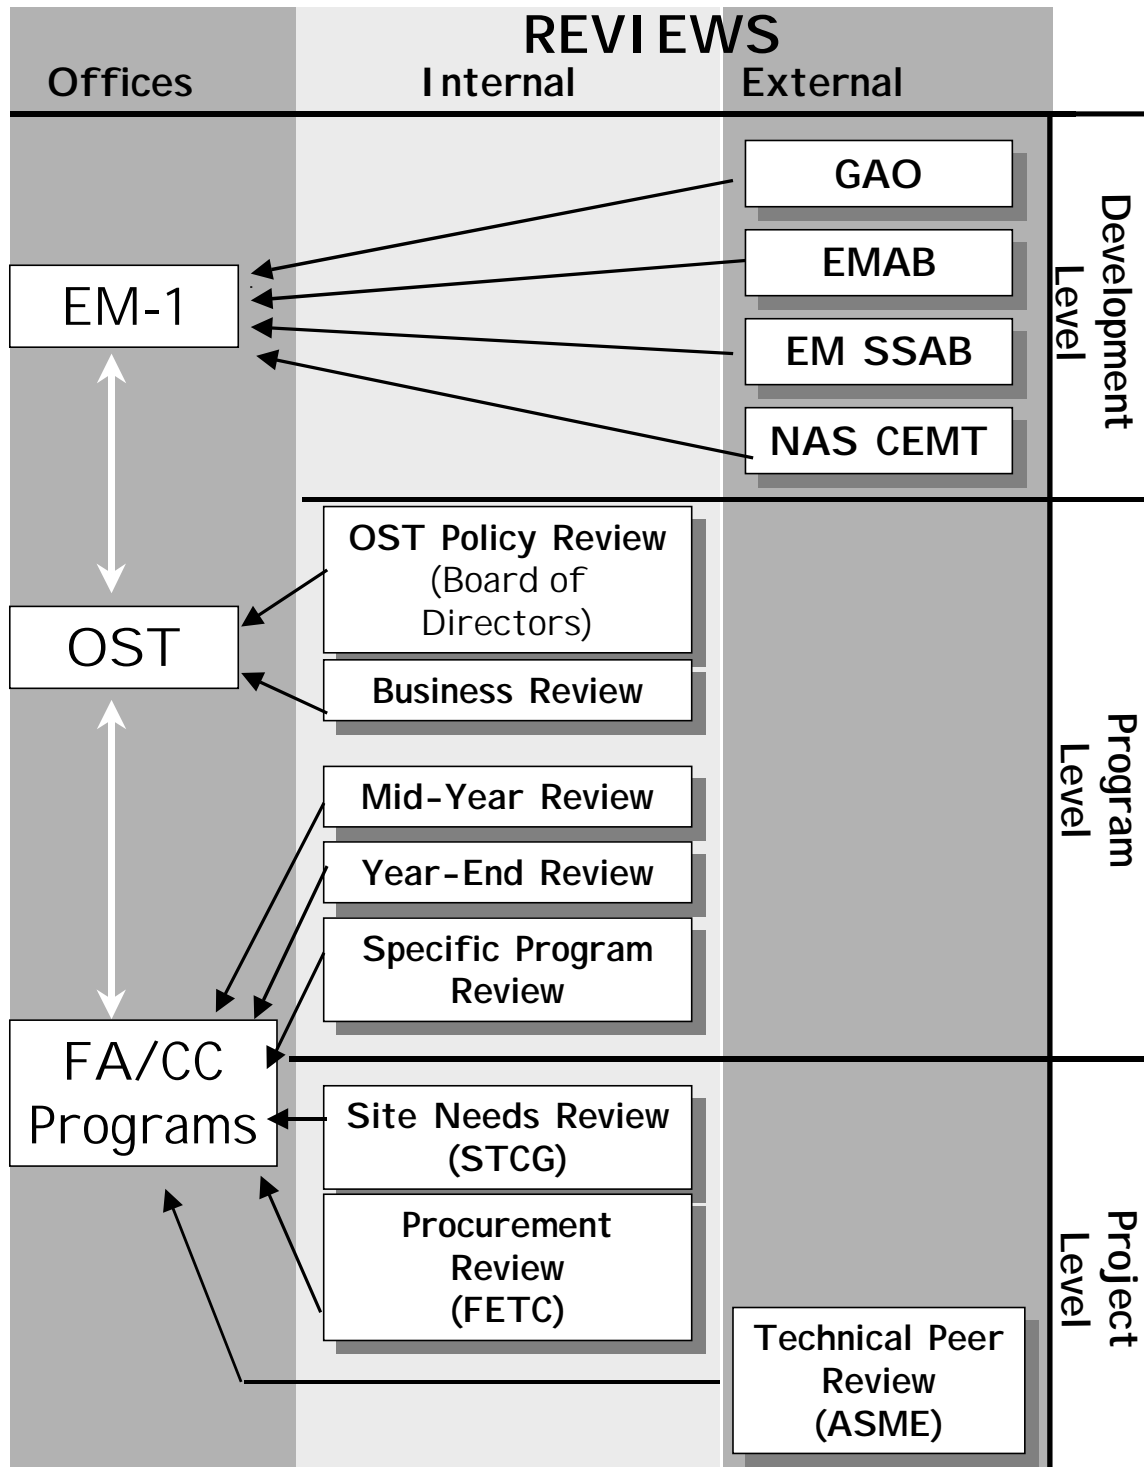 REVIEWS
Offices
Internal
External
GAO
EMAB
EM SSAB
NAS CEMT
Development
Level
EM-1
OST Policy Review
(Board of
Directors)
Business Review
OST
Mid-Year Review
Year-End Review
Specific Program
Review
Program
Level
FA/CC
Programs
Site Needs Review
(STCG)
Procurement
Review
(FETC)
Technical Peer
Review
(ASME)
Project
Level